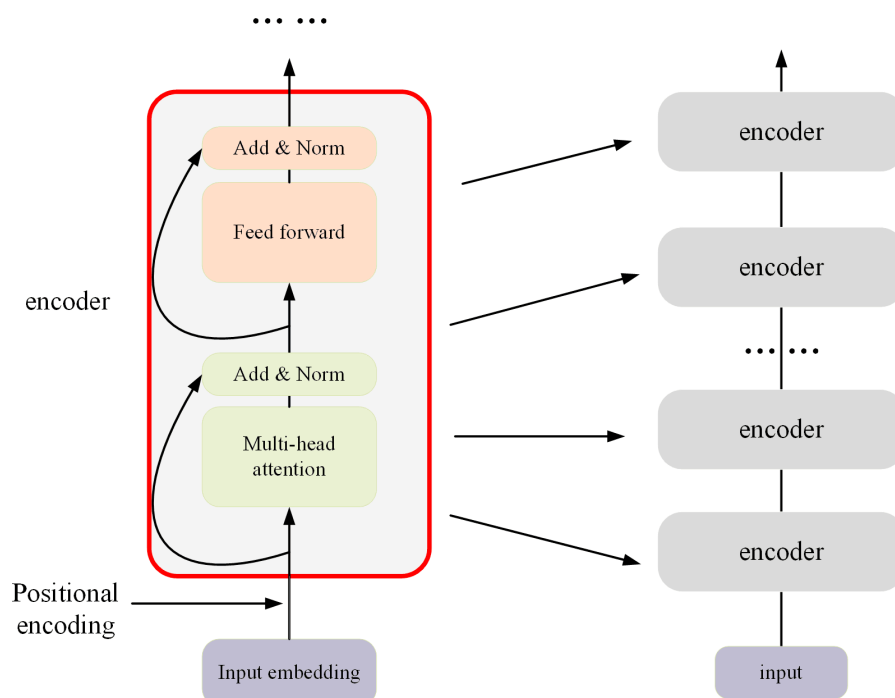 ... ...
Add & Norm
Feed forward
encoder
Add & Norm
Multi-head
attention
Positional
encoding
Input embedding
encoder
encoder
... ...
encoder
encoder
input